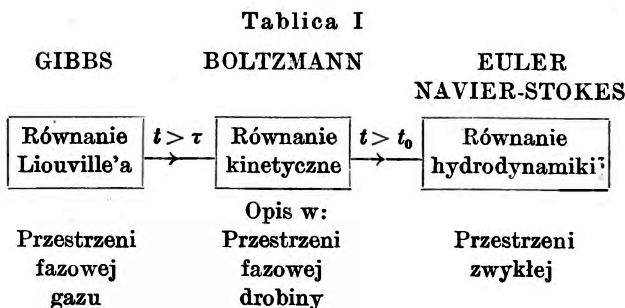 Tablica I
GIBBS BOLTZMANN EULER
NAVIER-STOKES
Równanie Liouville'a
t > τ
Równanie kinetyczne
t > t₀
Równanie hydrodynamiki
Opis w:
Przestrzeni fazowej gazu
Przestrzeni fazowej drobiny
Przestrzeni zwykłej